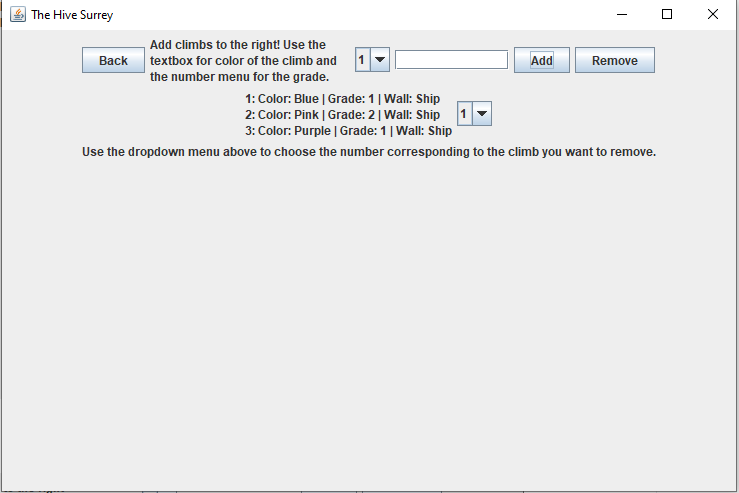 The Hive Surrey
Back
Add climbs to the right! Use the
textbox for color of the climb and
the number menu for the grade.
1
Add
Remove
1: Color: Blue | Grade: 1 | Wall: Ship
2: Color: Pink | Grade: 2 | Wall: Ship
3: Color: Purple | Grade: 1 | Wall: Ship
1
Use the dropdown menu above to choose the number corresponding to the climb you want to remove.